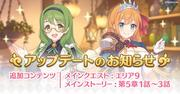 アップデートのお知らせ
追加コンテンツ
メインクエスト：エリア9
メインストーリー：第5章1話～3話